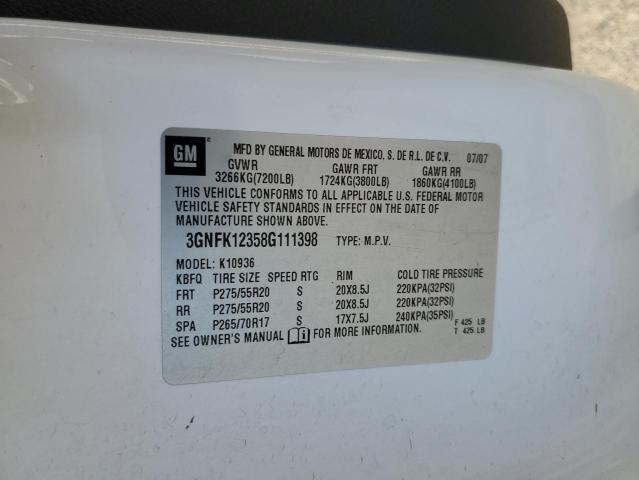 GM
MFD BY GENERAL MOTORS DE MEXICO, S. DE R.L. DE C.V. 07/07
GVWR GAWR FRT GAWR RR
3266KG(7200LB) 1724KG(3800LB) 1860KG(4100LB)
THIS VEHICLE CONFORMS TO ALL APPLICABLE U.S. FEDERAL MOTOR
VEHICLE SAFETY STANDARDS IN EFFECT ON THE DATE OF
MANUFACTURE SHOWN ABOVE.
3GNFK12358G111398 TYPE: M.P.V.
MODEL: K10936
KBFQ TIRE SIZE SPEED RTG RIM COLD TIRE PRESSURE
FRT P275/55R20 S 20X8.5J 220KPA(32PSI)
RR P275/55R20 S 20X8.5J 220KPA(32PSI)
SPA P265/70R17 S 17X7.5J 240KPA(35PSI) F 425 LB
SEE OWNER'S MANUAL FOR MORE INFORMATION. T 425 LB